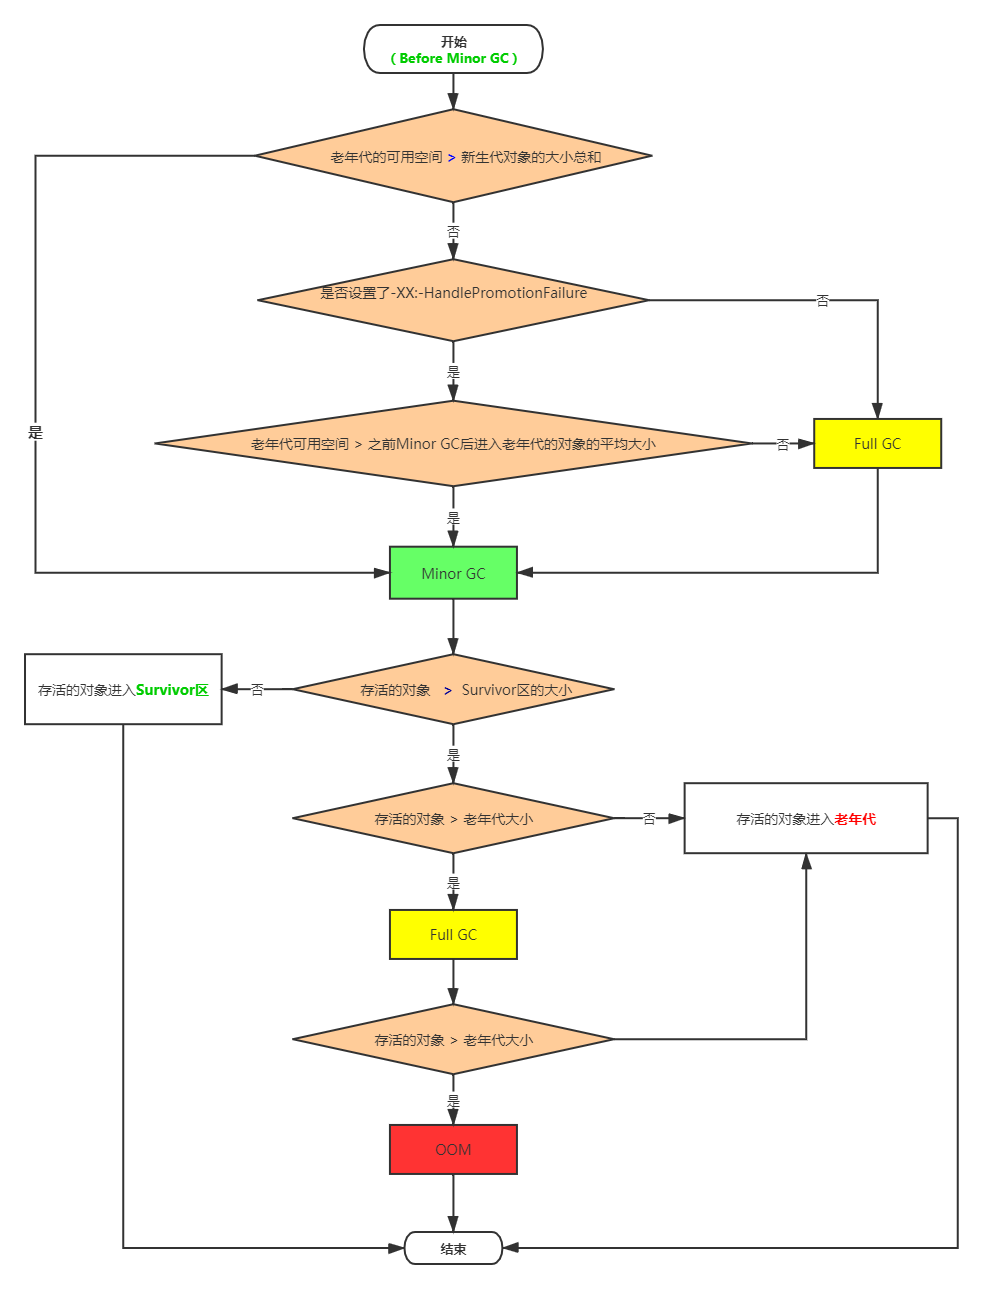 开始
（Before Minor GC）
老年代的可用空间 > 新生代对象的大小总和
否
是否设置了-XX:-HandlePromotionFailure
否
是
是
老年代可用空间 > 之前Minor GC后进入老年代的对象的平均大小
否
Full GC
是
Minor GC
存活的对象进入Survivor区
否
存活的对象 > Survivor区的大小
是
存活的对象 > 老年代大小
否
存活的对象进入老年代
是
Full GC
存活的对象 > 老年代大小
是
OOM
结束